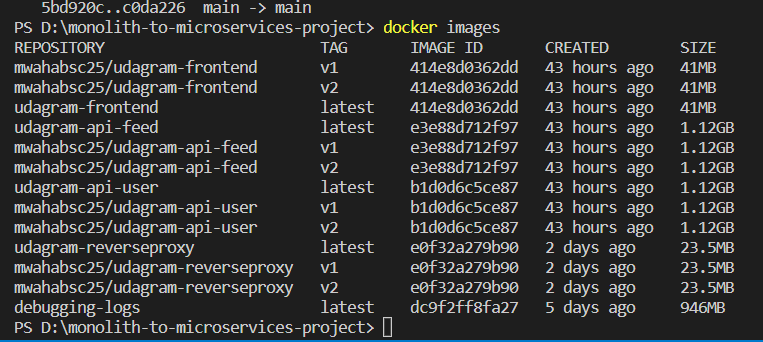 5bd920c..c0da226  main -> main
PS D:\monolith-to-microservices-project> docker images
REPOSITORY                       TAG       IMAGE ID       CREATED        SIZE
mwahabsc25/udagram-frontend      v1        414e8d0362dd   43 hours ago   41MB
mwahabsc25/udagram-frontend      v2        414e8d0362dd   43 hours ago   41MB
udagram-frontend                 latest    414e8d0362dd   43 hours ago   41MB
udagram-api-feed                 latest    e3e88d712f97   43 hours ago   1.12GB
mwahabsc25/udagram-api-feed      v1        e3e88d712f97   43 hours ago   1.12GB
mwahabsc25/udagram-api-feed      v2        e3e88d712f97   43 hours ago   1.12GB
udagram-api-user                 latest    b1d0d6c5ce87   43 hours ago   1.12GB
mwahabsc25/udagram-api-user      v1        b1d0d6c5ce87   43 hours ago   1.12GB
mwahabsc25/udagram-api-user      v2        b1d0d6c5ce87   43 hours ago   1.12GB
udagram-reverseproxy             latest    e0f32a279b90   2 days ago     23.5MB
mwahabsc25/udagram-reverseproxy  v1        e0f32a279b90   2 days ago     23.5MB
mwahabsc25/udagram-reverseproxy  v2        e0f32a279b90   2 days ago     23.5MB
debugging-logs                   latest    dc9f2ff8fa27   5 days ago     946MB
PS D:\monolith-to-microservices-project>